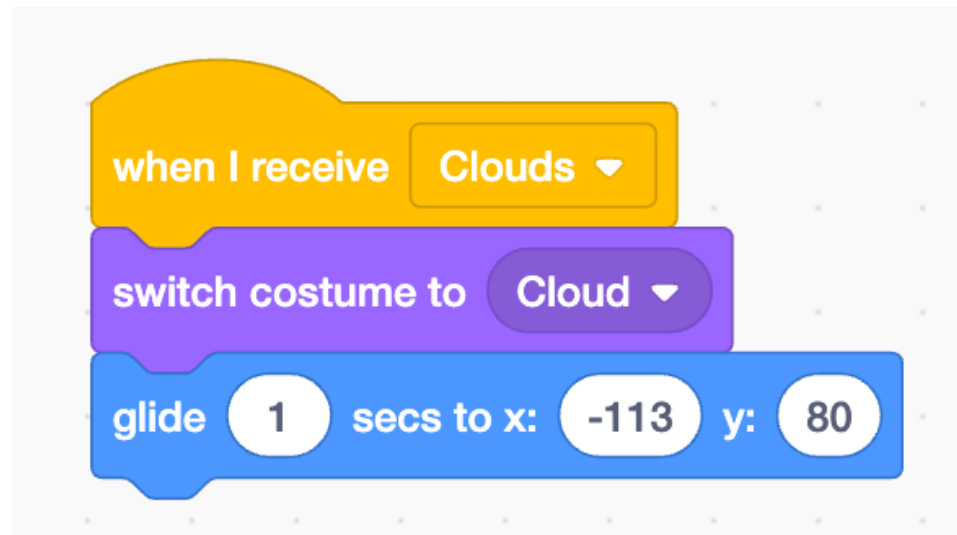 when I receive Clouds
switch costume to Cloud
glide 1 secs to x: -113 y: 80